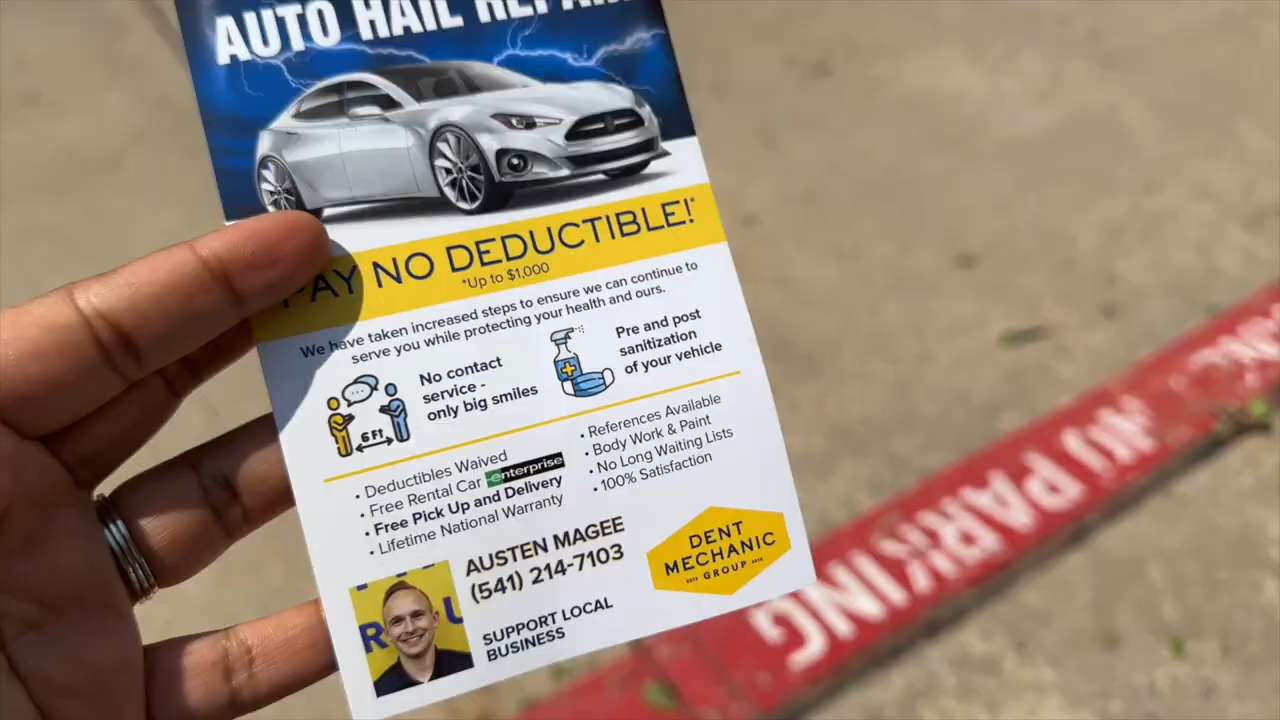 AUTO HAIL REPAIR
PAY NO DEDUCTIBLE!*
*Up to $1,000
We have taken increased steps to ensure we can continue to
serve you while protecting your health and ours.
6 FT
No contact
service -
only big smiles
Pre and post
sanitization
of your vehicle
• Deductibles Waived
• Free Rental Car enterprise
• Free Pick Up and Delivery
• Lifetime National Warranty
• References Available
• Body Work & Paint
• No Long Waiting Lists
• 100% Satisfaction
AUSTEN MAGEE
(541) 214-7103
SUPPORT LOCAL
BUSINESS
DENT
MECHANIC
GROUP
NO PARKING